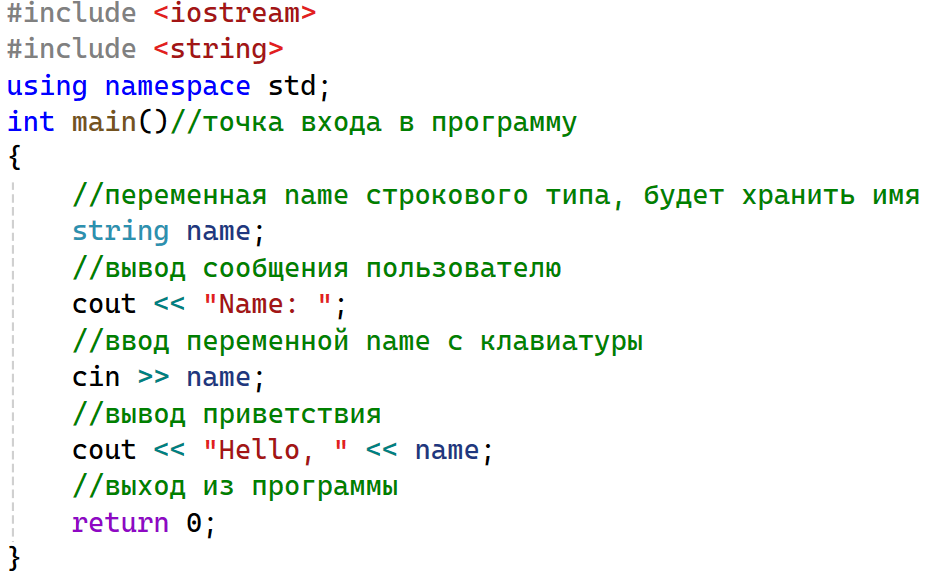 #include <iostream>
#include <string>
using namespace std;
int main()//точка входа в программу
{
    //переменная name строкового типа, будет хранить имя
    string name;
    //вывод сообщения пользователю
    cout << "Name: ";
    //ввод переменной name с клавиатуры
    cin >> name;
    //вывод приветствия
    cout << "Hello, " << name;
    //выход из программы
    return 0;
}